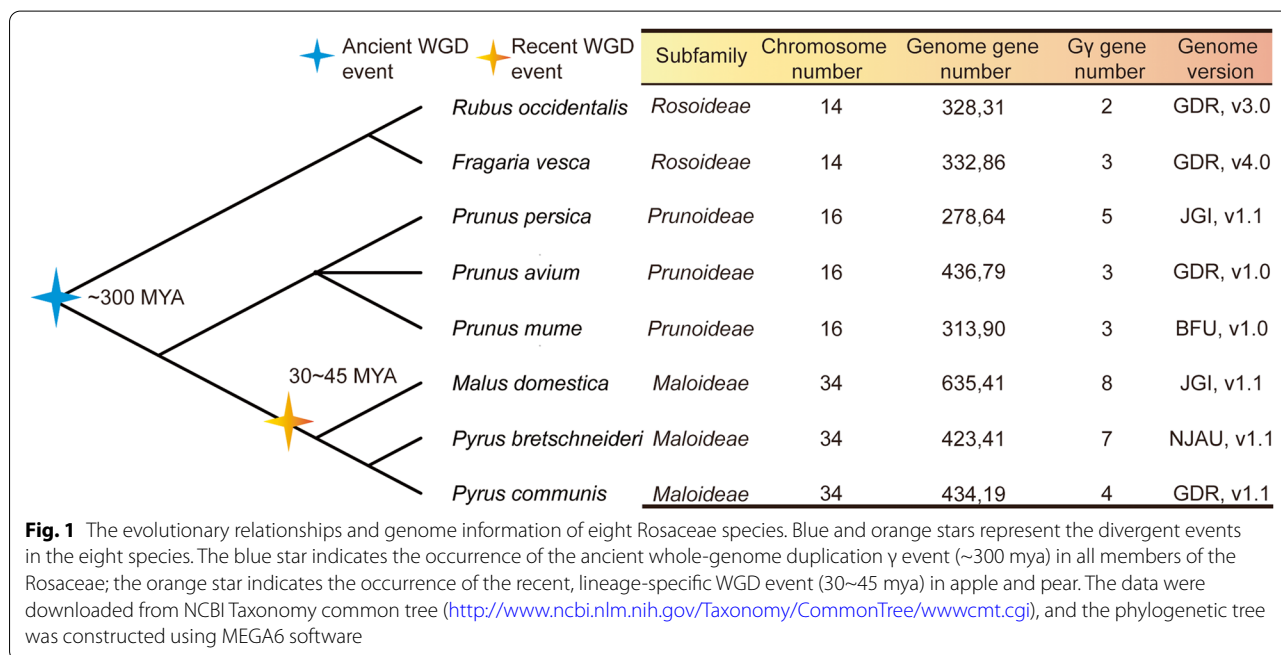 Ancient WGD event
Recent WGD event
Subfamily Chromosome number Genome gene number Gγ gene number Genome version
Rubus occidentalis Rosoideae 14 328,31 2 GDR, v3.0
Fragaria vesca Rosoideae 14 332,86 3 GDR, v4.0
Prunus persica Prunoideae 16 278,64 5 JGI, v1.1
Prunus avium Prunoideae 16 436,79 3 GDR, v1.0
~300 MYA
Prunus mume Prunoideae 16 313,90 3 BFU, v1.0
30~45 MYA
Malus domestica Maloideae 34 635,41 8 JGI, v1.1
Pyrus bretschneideri Maloideae 34 423,41 7 NJAU, v1.1
Pyrus communis Maloideae 34 434,19 4 GDR, v1.1
Fig. 1 The evolutionary relationships and genome information of eight Rosaceae species. Blue and orange stars represent the divergent events
in the eight species. The blue star indicates the occurrence of the ancient whole-genome duplication γ event (~300 mya) in all members of the
Rosaceae; the orange star indicates the occurrence of the recent, lineage-specific WGD event (30~45 mya) in apple and pear. The data were
downloaded from NCBI Taxonomy common tree (http://www.ncbi.nlm.nih.gov/Taxonomy/CommonTree/wwwcmt.cgi), and the phylogenetic tree
was constructed using MEGA6 software